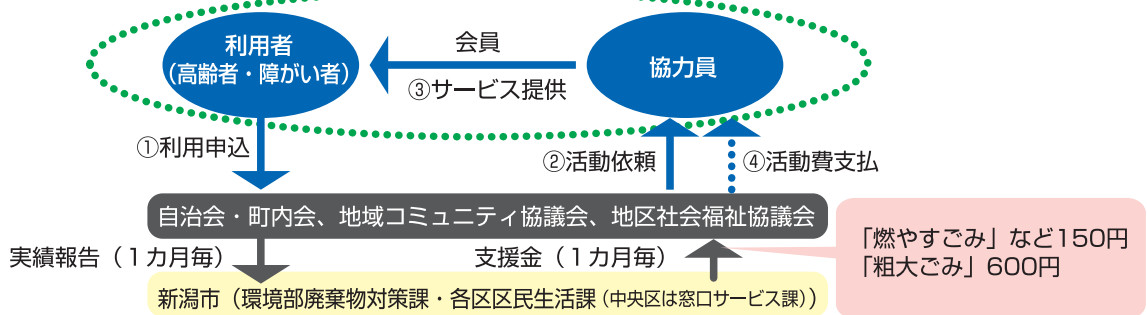 利用者
（高齢者・障がい者）
会員
③サービス提供
協力員
①利用申込
②活動依頼
④活動費支払
自治会・町内会、地域コミュニティ協議会、地区社会福祉協議会
実績報告（１カ月毎）
支援金（１カ月毎）
「燃やすごみ」など150円
「粗大ごみ」600円
新潟市（環境部廃棄物対策課・各区区民生活課（中央区は窓口サービス課））